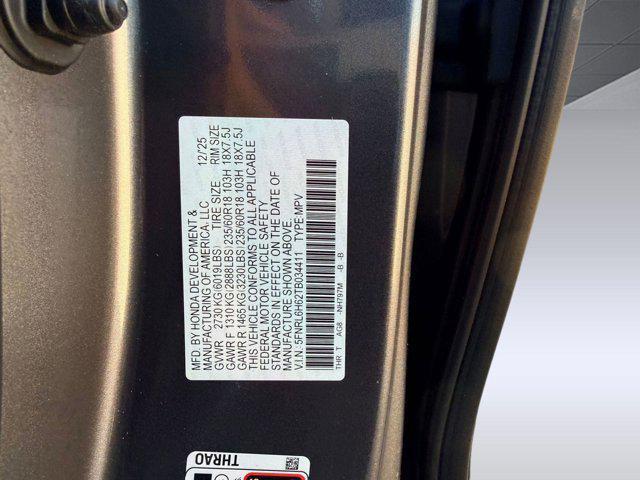 MFD. BY HONDA DEVELOPMENT &
MANUFACTURING OF AMERICA, LLC 12/'25
GVWR 2730 KG(6019LBS) TIRE SIZE RIM SIZE
GAWR F 1310 KG(2888LBS)235/60R18 103H 18X7.5J
GAWR R 1465 KG(3230LBS)235/60R18 103H 18X7.5J
THIS VEHICLE CONFORMS TO ALL APPLICABLE
FEDERAL MOTOR VEHICLE SAFETY
STANDARDS IN EFFECT ON THE DATE OF
MANUFACTURE SHOWN ABOVE.
V.I.N.: 5FNRL6H62TB034411 TYPE:MPV
THR T AG8 -NH797M -B -B
THRAO